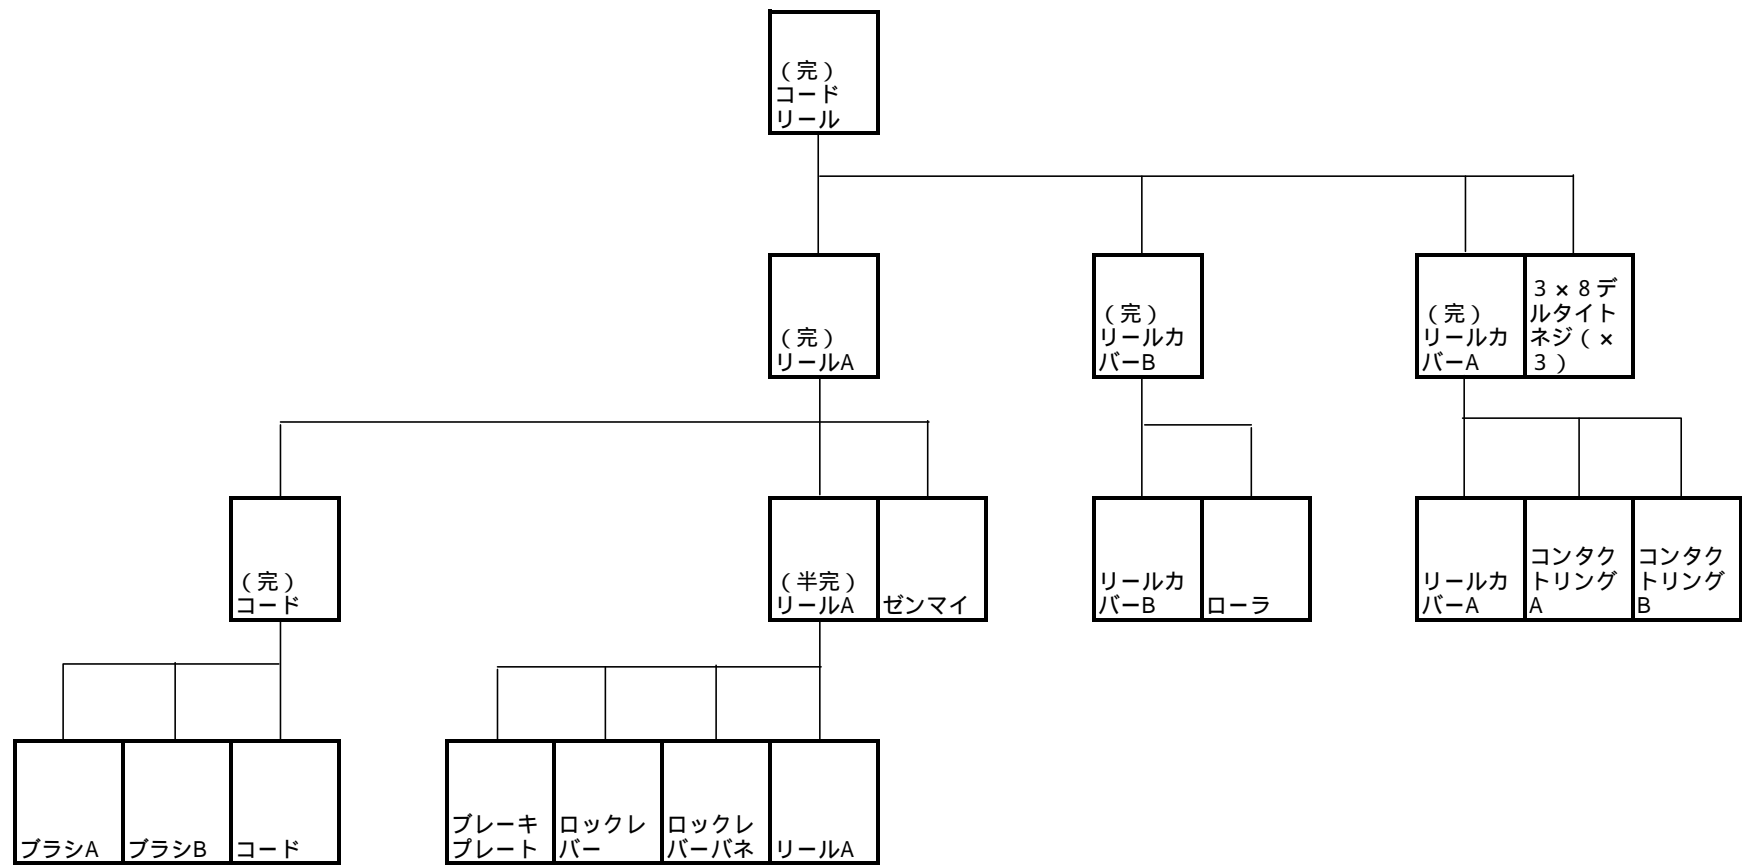 （完）
コード
リール
（完）
リールA
（完）
リールカ
バーB
（完）
リールカ
バーA
３×８デ
ルタイト
ネジ（×
３）
（完）
コード
（半完）
リールA
ゼンマイ
リールカ
バーB
ローラ
リールカ
バーA
コンタク
トリング
A
コンタク
トリング
B
ブラシA
ブラシB
コード
ブレーキ
プレート
ロックレ
バー
ロックレ
バーバネ
リールA